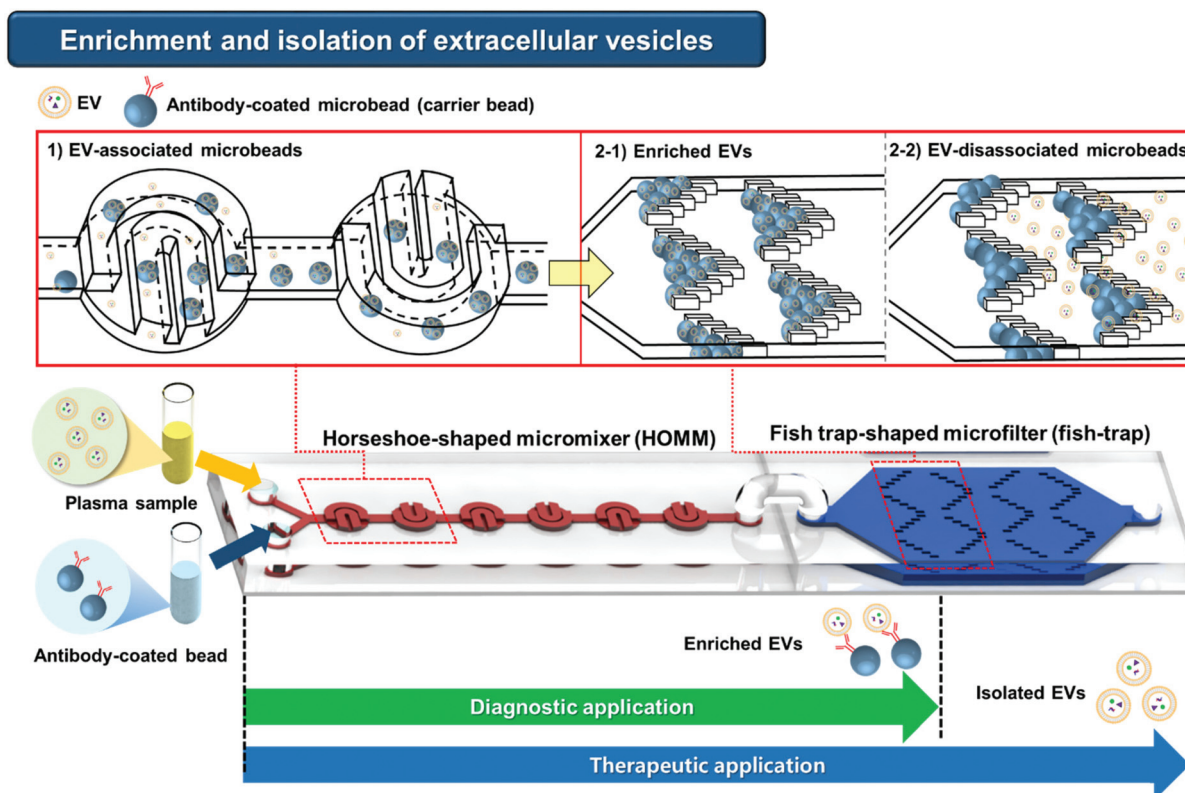 Enrichment and isolation of extracellular vesicles
EV
Antibody-coated microbead (carrier bead)
1) EV-associated microbeads
2-1) Enriched EVs
2-2) EV-disassociated microbeads
Horseshoe-shaped micromixer (HOMM)
Fish trap-shaped microfilter (fish-trap)
Plasma sample
Antibody-coated bead
Enriched EVs
Isolated EVs
Diagnostic application
Therapeutic application